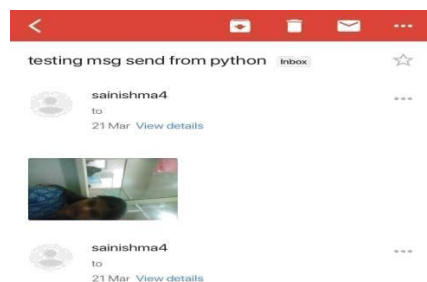 testing msg send from python Inbox
sainishma4
to
21 Mar View details
sainishma4
to
21 Mar View details